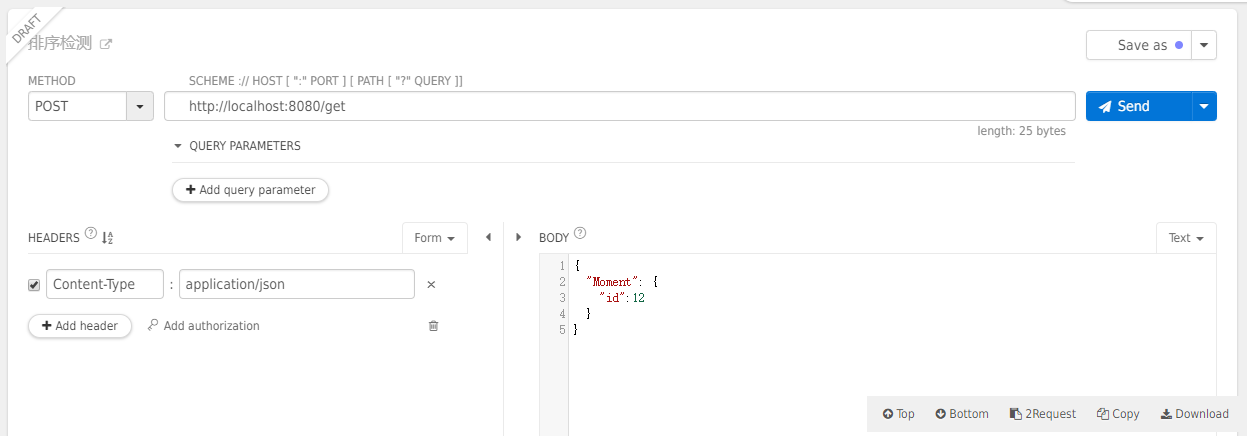 DRAFT
排序检测
Save as
METHOD
SCHEME :// HOST [ ":" PORT ] [ PATH [ "?" QUERY ]]
POST
http://localhost:8080/get
Send
length: 25 bytes
QUERY PARAMETERS
+ Add query parameter
HEADERS ?
Form
BODY ?
Text
Content-Type : application/json ×
+ Add header
Add authorization
1 {
2 "Moment": {
3 "id":12
4 }
5 }
Top
Bottom
2Request
Copy
Download